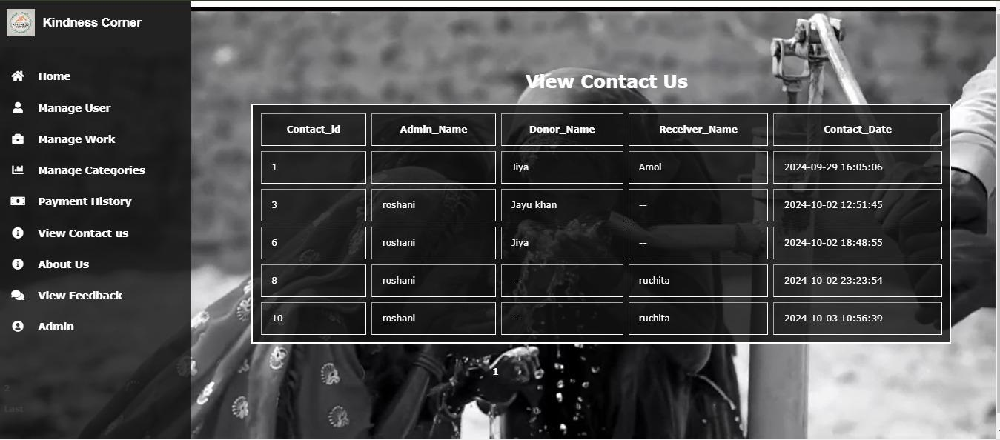 Kindness Corner
Home
Manage User
Manage Work
Manage Categories
Payment History
View Contact us
About Us
View Feedback
Admin
2
Last
View Contact Us
Contact_id Admin_Name Donor_Name Receiver_Name Contact_Date
1 Jiya Amol 2024-09-29 16:05:06
3 roshani Jayu khan -- 2024-10-02 12:51:45
6 roshani Jiya -- 2024-10-02 18:48:55
8 roshani -- ruchita 2024-10-02 23:23:54
10 roshani -- ruchita 2024-10-03 10:56:39
1